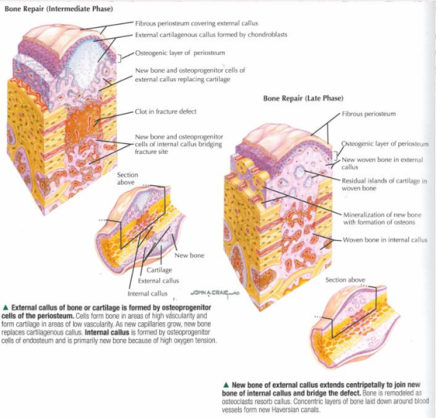 Bone Repair (Intermediate Phase)
Fibrous periosteum covering external callus
External cartilagenous callus formed by chondroblasts
Osteogenic layer of periosteum
New bone and osteoprogenitor cells of
external callus replacing cartilage
Clot in fracture defect
New bone and osteoprogenitor
cells of internal callus bridging
fracture site
Section
above
New bone
Cartilage
External callus
Internal callus
JOHN A. CRAIG MD
▲ External callus of bone or cartilage is formed by osteoprogenitor
cells of the periosteum. Cells form bone in areas of high vascularity and
form cartilage in areas of low vascularity. As new capillaries grow, new bone
replaces cartilagenous callus. Internal callus is formed by osteoprogenitor
cells of endosteum and is primarily new bone because of high oxygen tension.
Bone Repair (Late Phase)
Fibrous periosteum
Osteogenic layer of periosteum
New woven bone in external
callus
Residual islands of cartilage in
woven bone
Mineralization of new bone
with formation of osteons
Woven bone in internal callus
Section above
▲ New bone of external callus extends centripetally to join new
bone of internal callus and bridge the defect. Bone is remodeled as
osteoclasts resorb callus. Concentric layers of bone laid down around blood
vessels form new Haversian canals.